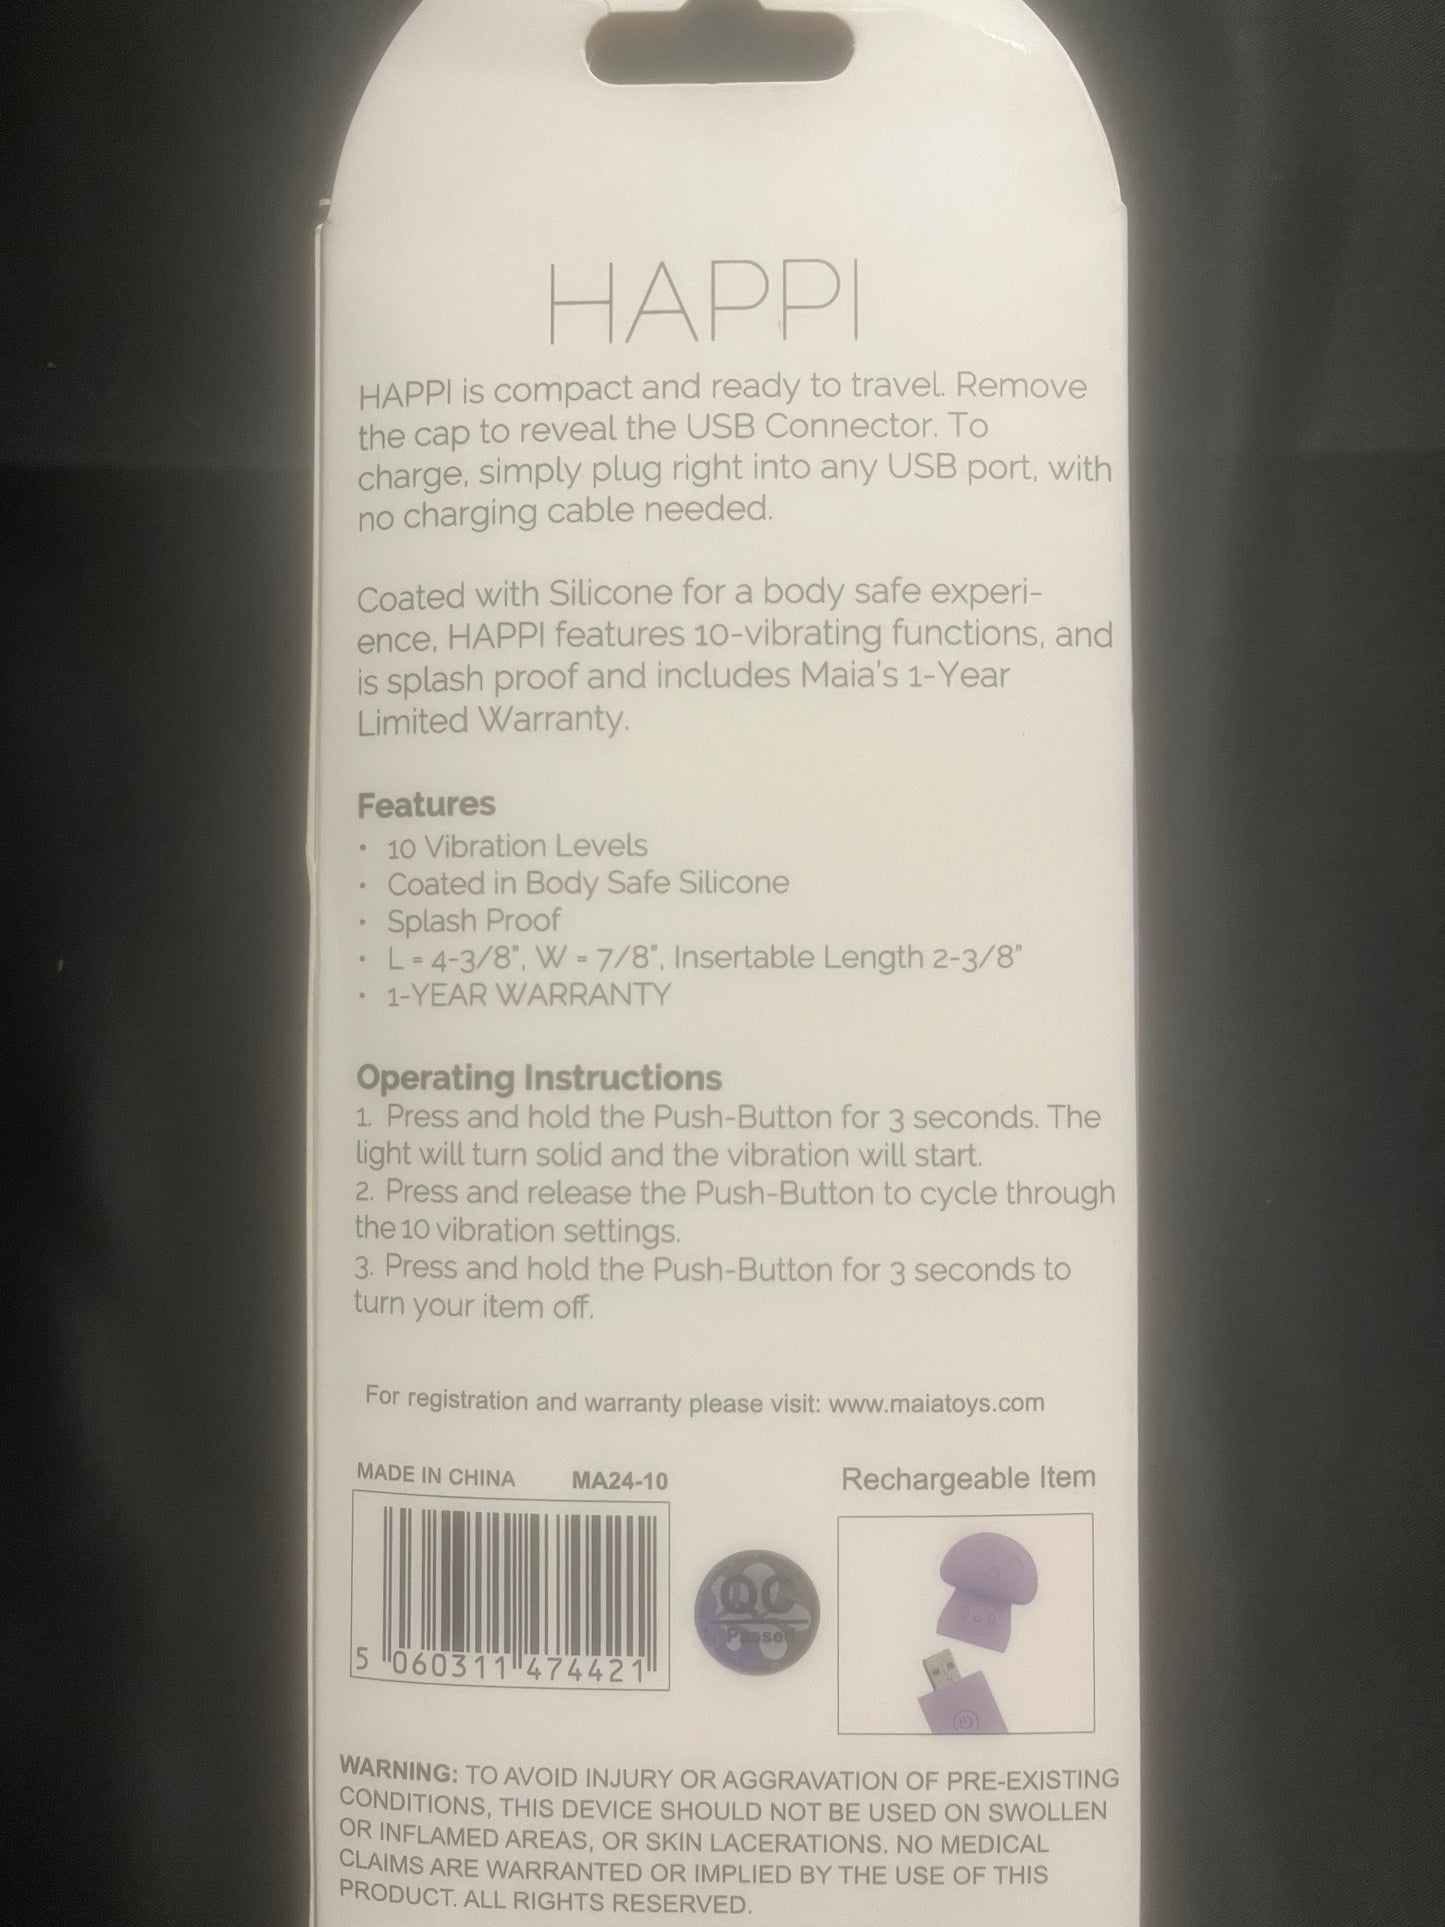 HAPPI
HAPPI is compact and ready to travel. Remove
the cap to reveal the USB Connector. To
charge, simply plug right into any USB port, with
no charging cable needed.
Coated with Silicone for a body safe experi-
ence, HAPPI features 10-vibrating functions, and
is splash proof and includes Maia's 1-Year
Limited Warranty.
Features
• 10 Vibration Levels
• Coated in Body Safe Silicone
• Splash Proof
• L = 4-3/8", W = 7/8", Insertable Length 2-3/8"
• 1-YEAR WARRANTY
Operating Instructions
1. Press and hold the Push-Button for 3 seconds. The
light will turn solid and the vibration will start.
2. Press and release the Push-Button to cycle through
the 10 vibration settings.
3. Press and hold the Push-Button for 3 seconds to
turn your item off.
For registration and warranty please visit: www.maiatoys.com
MADE IN CHINA MA24-10
Rechargeable Item
5 060311 474421
QC
Passed
WARNING: TO AVOID INJURY OR AGGRAVATION OF PRE-EXISTING
CONDITIONS, THIS DEVICE SHOULD NOT BE USED ON SWOLLEN
OR INFLAMED AREAS, OR SKIN LACERATIONS. NO MEDICAL
CLAIMS ARE WARRANTED OR IMPLIED BY THE USE OF THIS
PRODUCT. ALL RIGHTS RESERVED.